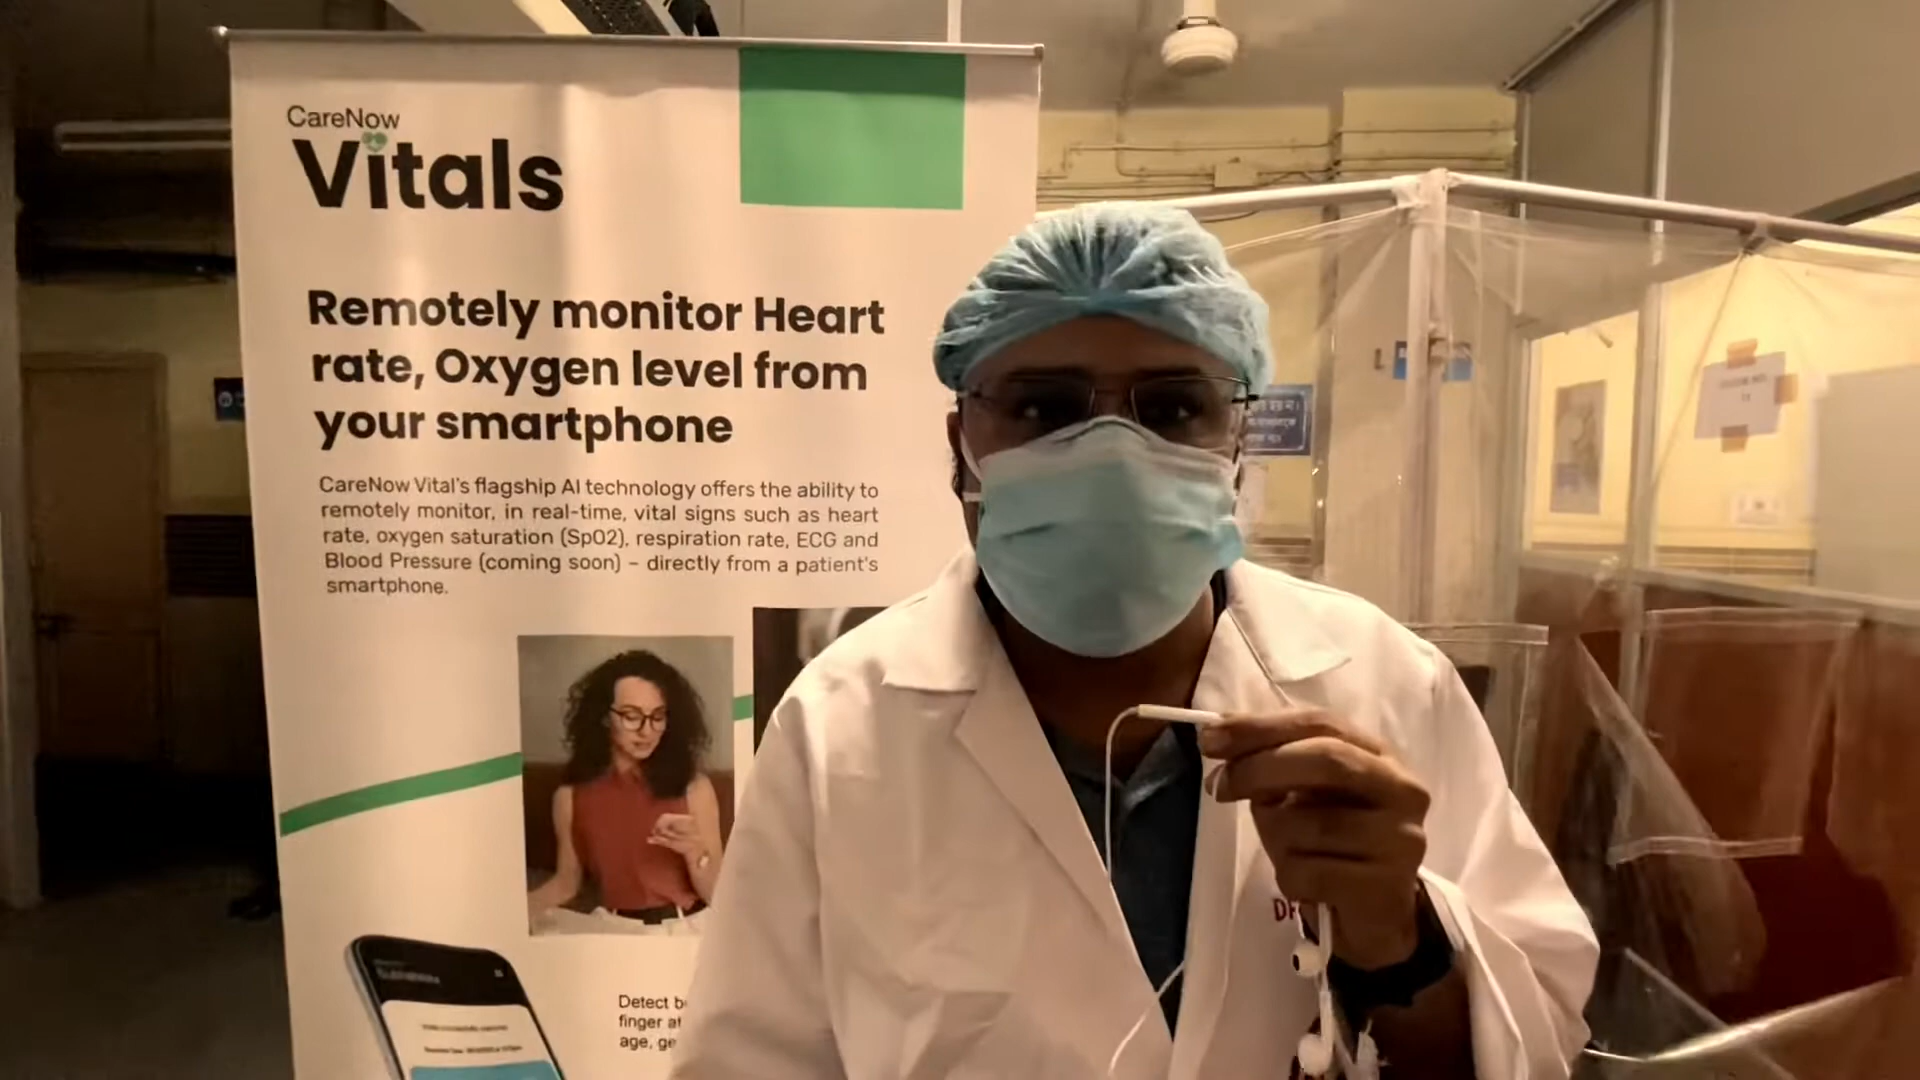 CareNow
Vitals
Remotely monitor Heart
rate, Oxygen level from
your smartphone
CareNow Vital's flagship AI technology offers the ability to
remotely monitor, in real-time, vital signs such as heart
rate, oxygen saturation (SpO2), respiration rate, ECG and
Blood Pressure (coming soon) – directly from a patient's
smartphone.
Detect b
finger at
age, ge